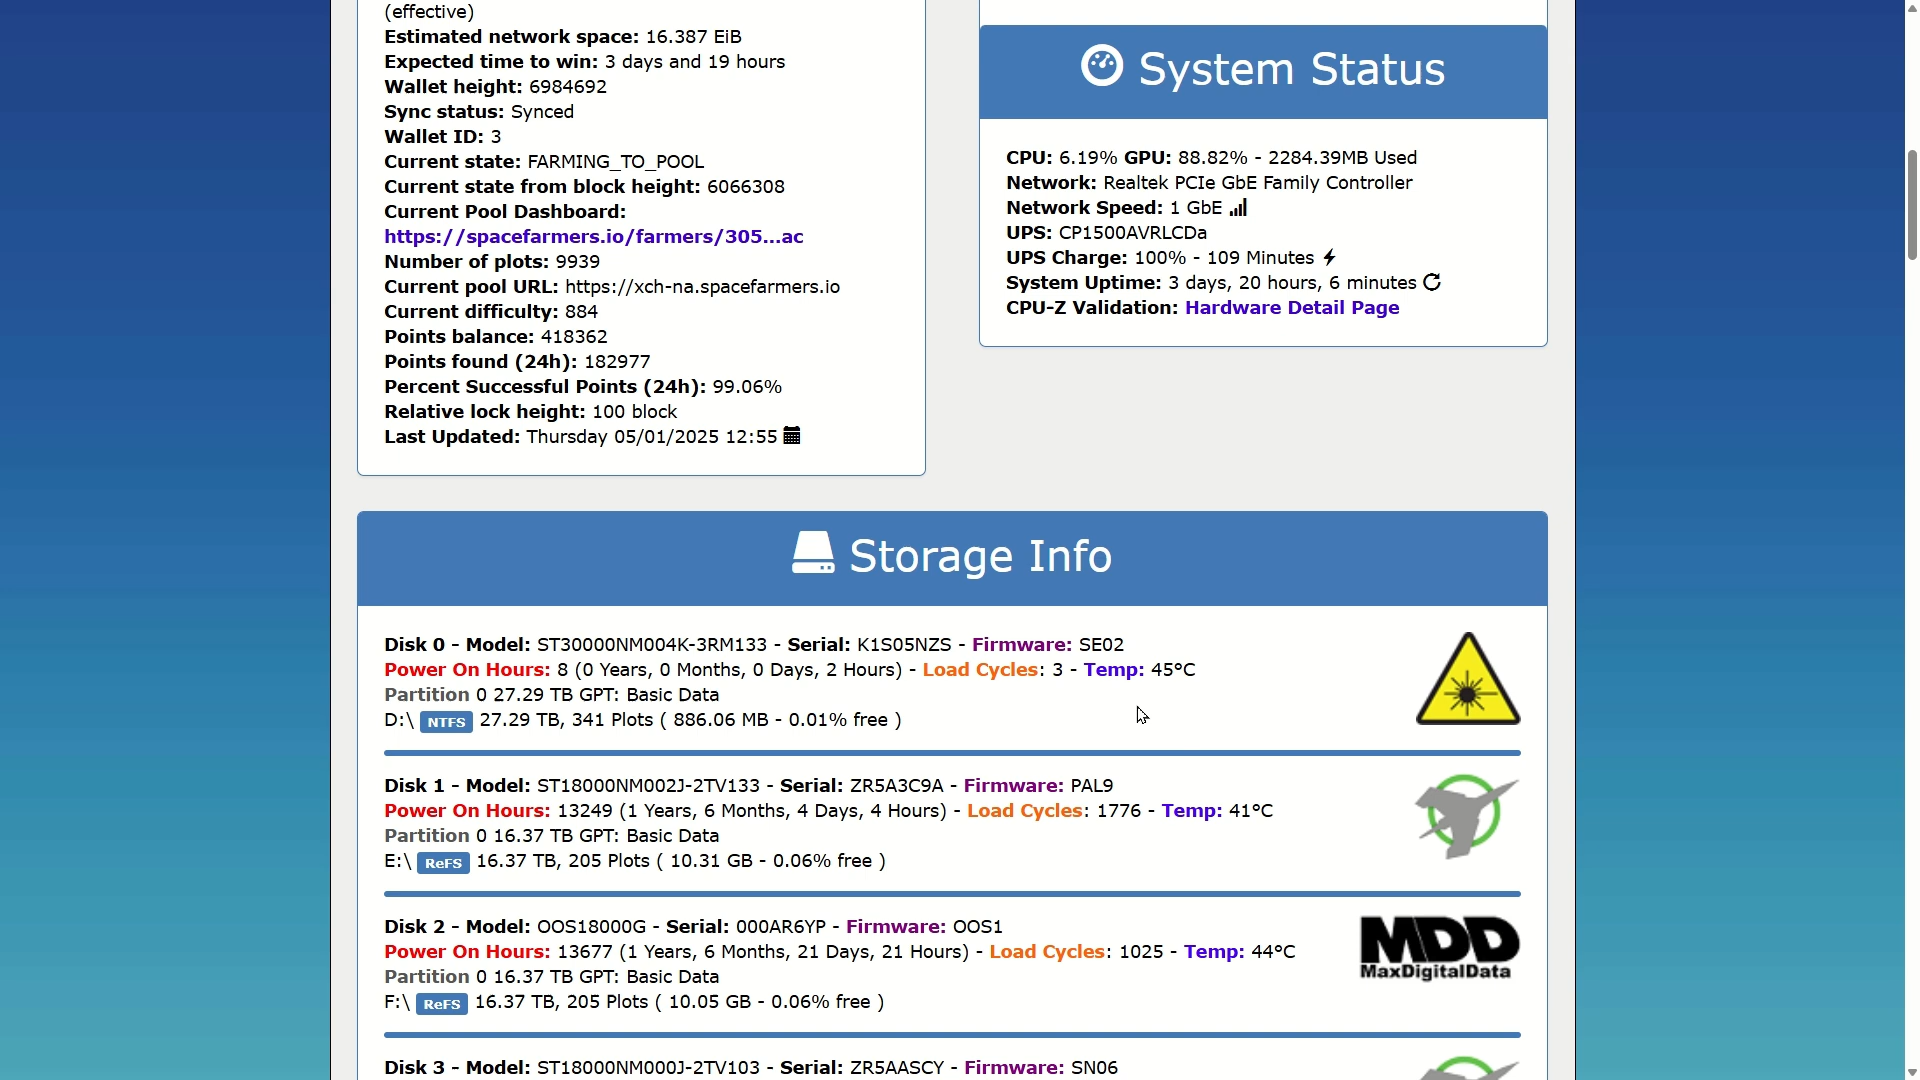 (effective)
Estimated network space: 16.387 EiB
Expected time to win: 3 days and 19 hours
Wallet height: 6984692
Sync status: Synced
Wallet ID: 3
Current state: FARMING_TO_POOL
Current state from block height: 6066308
Current Pool Dashboard:
https://spacefarmers.io/farmers/305...ac
Number of plots: 9939
Current pool URL: https://xch-na.spacefarmers.io
Current difficulty: 884
Points balance: 418362
Points found (24h): 182977
Percent Successful Points (24h): 99.06%
Relative lock height: 100 block
Last Updated: Thursday 05/01/2025 12:55
System Status
CPU: 6.19% GPU: 88.82% - 2284.39MB Used
Network: Realtek PCIe GbE Family Controller
Network Speed: 1 GbE
UPS: CP1500AVRLCDa
UPS Charge: 100% - 109 Minutes
System Uptime: 3 days, 20 hours, 6 minutes
CPU-Z Validation: Hardware Detail Page
Storage Info
Disk 0 - Model: ST30000NM004K-3RM133 - Serial: K1S05NZS - Firmware: SE02
Power On Hours: 8 (0 Years, 0 Months, 0 Days, 2 Hours) - Load Cycles: 3 - Temp: 45°C
Partition 0 27.29 TB GPT: Basic Data
D:\ NTFS 27.29 TB, 341 Plots ( 886.06 MB - 0.01% free )
Disk 1 - Model: ST18000NM002J-2TV133 - Serial: ZR5A3C9A - Firmware: PAL9
Power On Hours: 13249 (1 Years, 6 Months, 4 Days, 4 Hours) - Load Cycles: 1776 - Temp: 41°C
Partition 0 16.37 TB GPT: Basic Data
E:\ ReFS 16.37 TB, 205 Plots ( 10.31 GB - 0.06% free )
Disk 2 - Model: OOS18000G - Serial: 000AR6YP - Firmware: OOS1
Power On Hours: 13677 (1 Years, 6 Months, 21 Days, 21 Hours) - Load Cycles: 1025 - Temp: 44°C
Partition 0 16.37 TB GPT: Basic Data
F:\ ReFS 16.37 TB, 205 Plots ( 10.05 GB - 0.06% free )
MDD
MaxDigitalData
Disk 3 - Model: ST18000NM000J-2TV103 - Serial: ZR5AASCY - Firmware: SN06